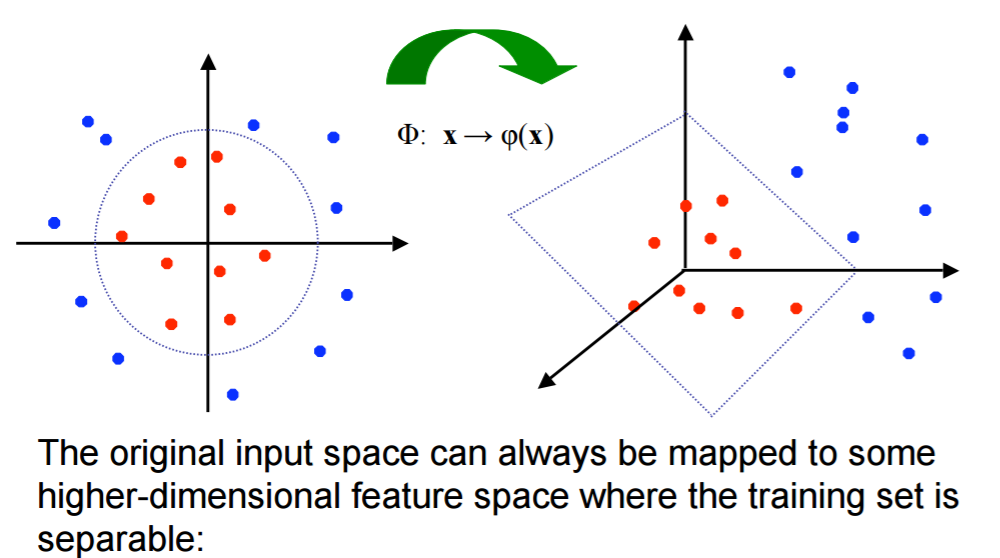 Φ: x → φ(x)
The original input space can always be mapped to some
higher-dimensional feature space where the training set is
separable: